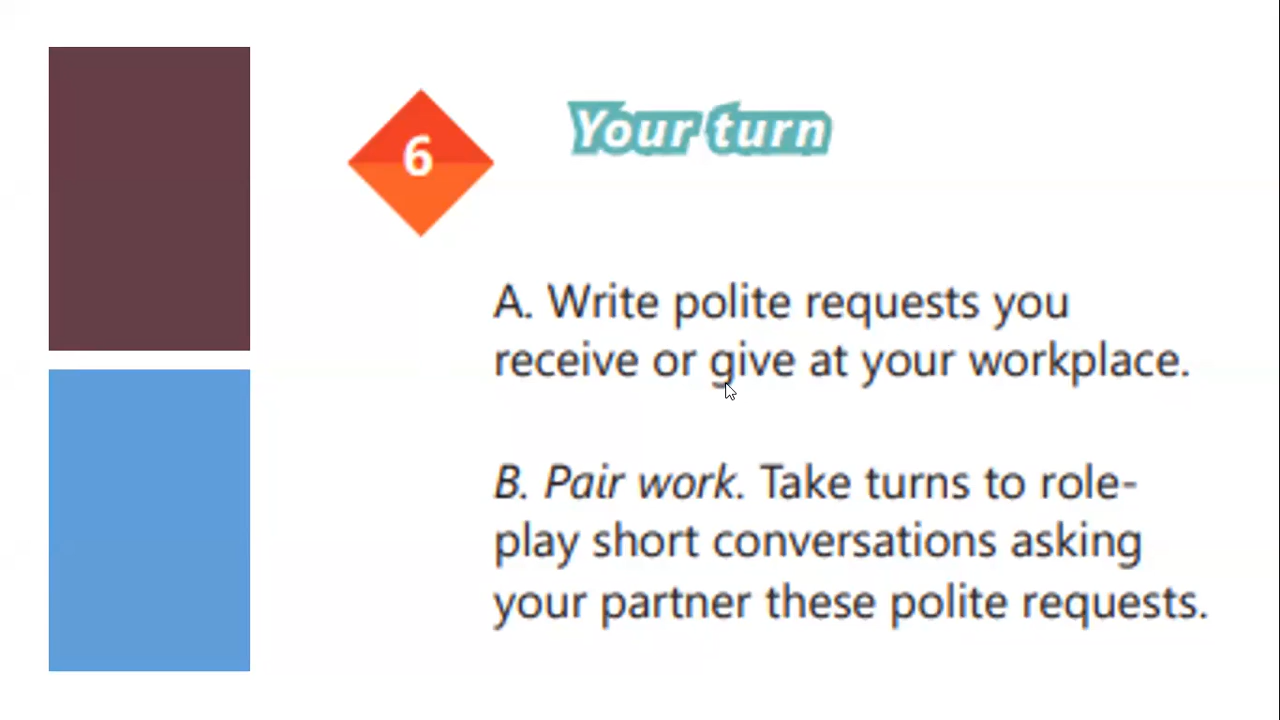 6
Your turn
A. Write polite requests you
receive or give at your workplace.
B. Pair work. Take turns to role-
play short conversations asking
your partner these polite requests.